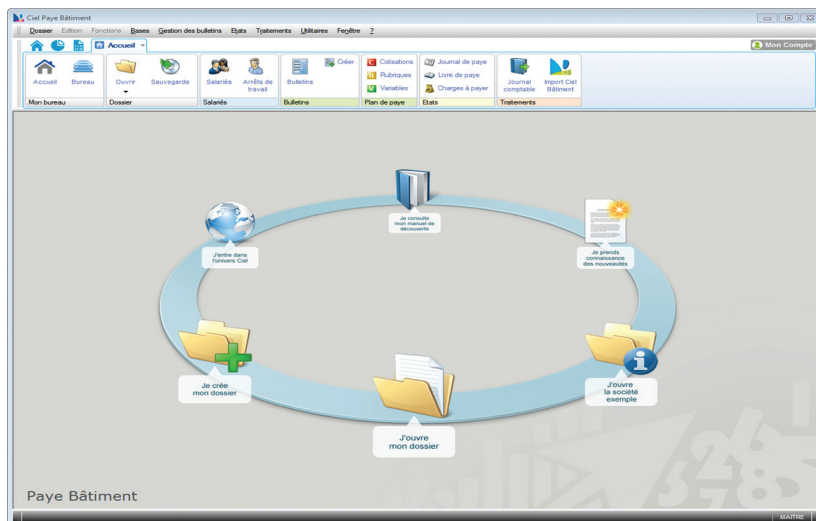 Ciel Paye Bâtiment
Dossier Edition Fonctions Bases Gestion des bulletins Etats Traitements Utilitaires Fenêtre ?
Accueil
Mon Compte
Accueil Bureau Ouvrir Sauvegarde Salariés Arrêts de travail Bulletins Créer Cotisations Rubriques Variables Journal de paye Livre de paye Charges à payer Journal comptable Import Ciel Bâtiment
Mon bureau Dossier Salariés Bulletins Plan de paye Etats Traitements
Je consulte
mon manuel de
découverte
J'entre dans
l'univers Ciel
Je prends
connaissance
des nouveautés
Je crée
mon dossier
J'ouvre
la société
exemple
J'ouvre
mon dossier
Paye Bâtiment
MAITRE